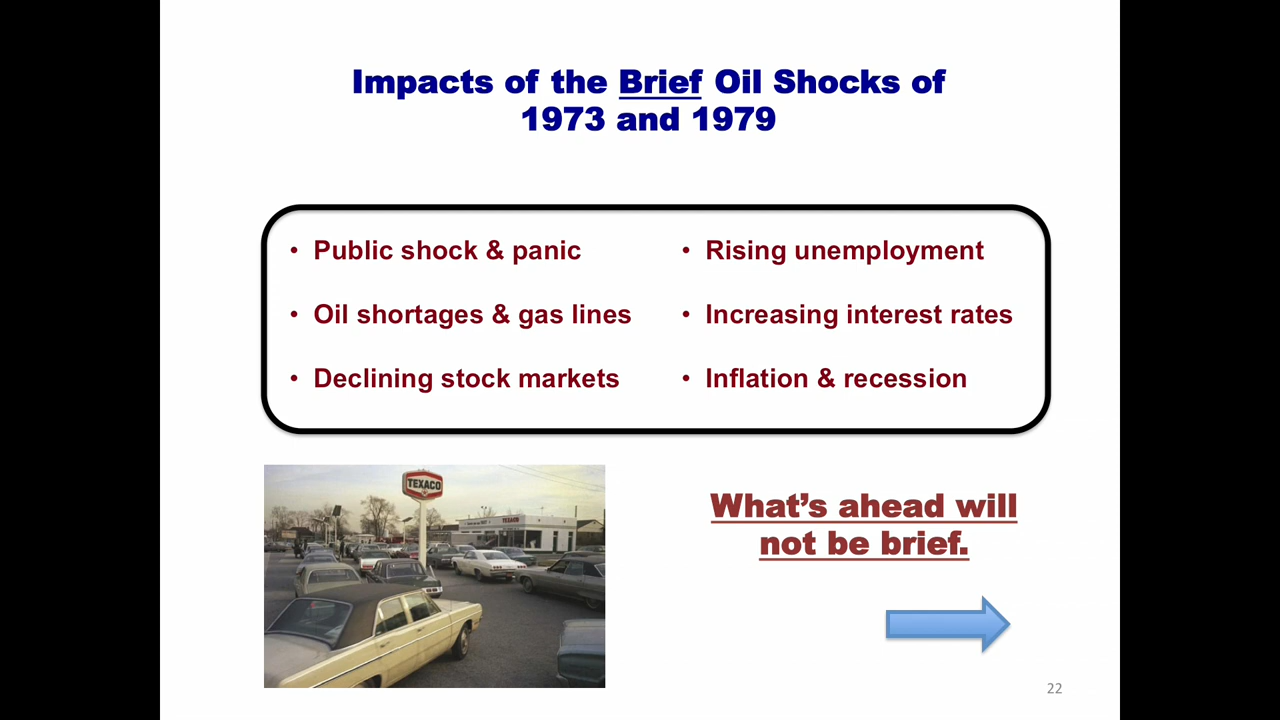 Impacts of the Brief Oil Shocks of
1973 and 1979
• Public shock & panic
• Oil shortages & gas lines
• Declining stock markets
• Rising unemployment
• Increasing interest rates
• Inflation & recession
TEXACO
TEXACO
What's ahead will
not be brief.
22